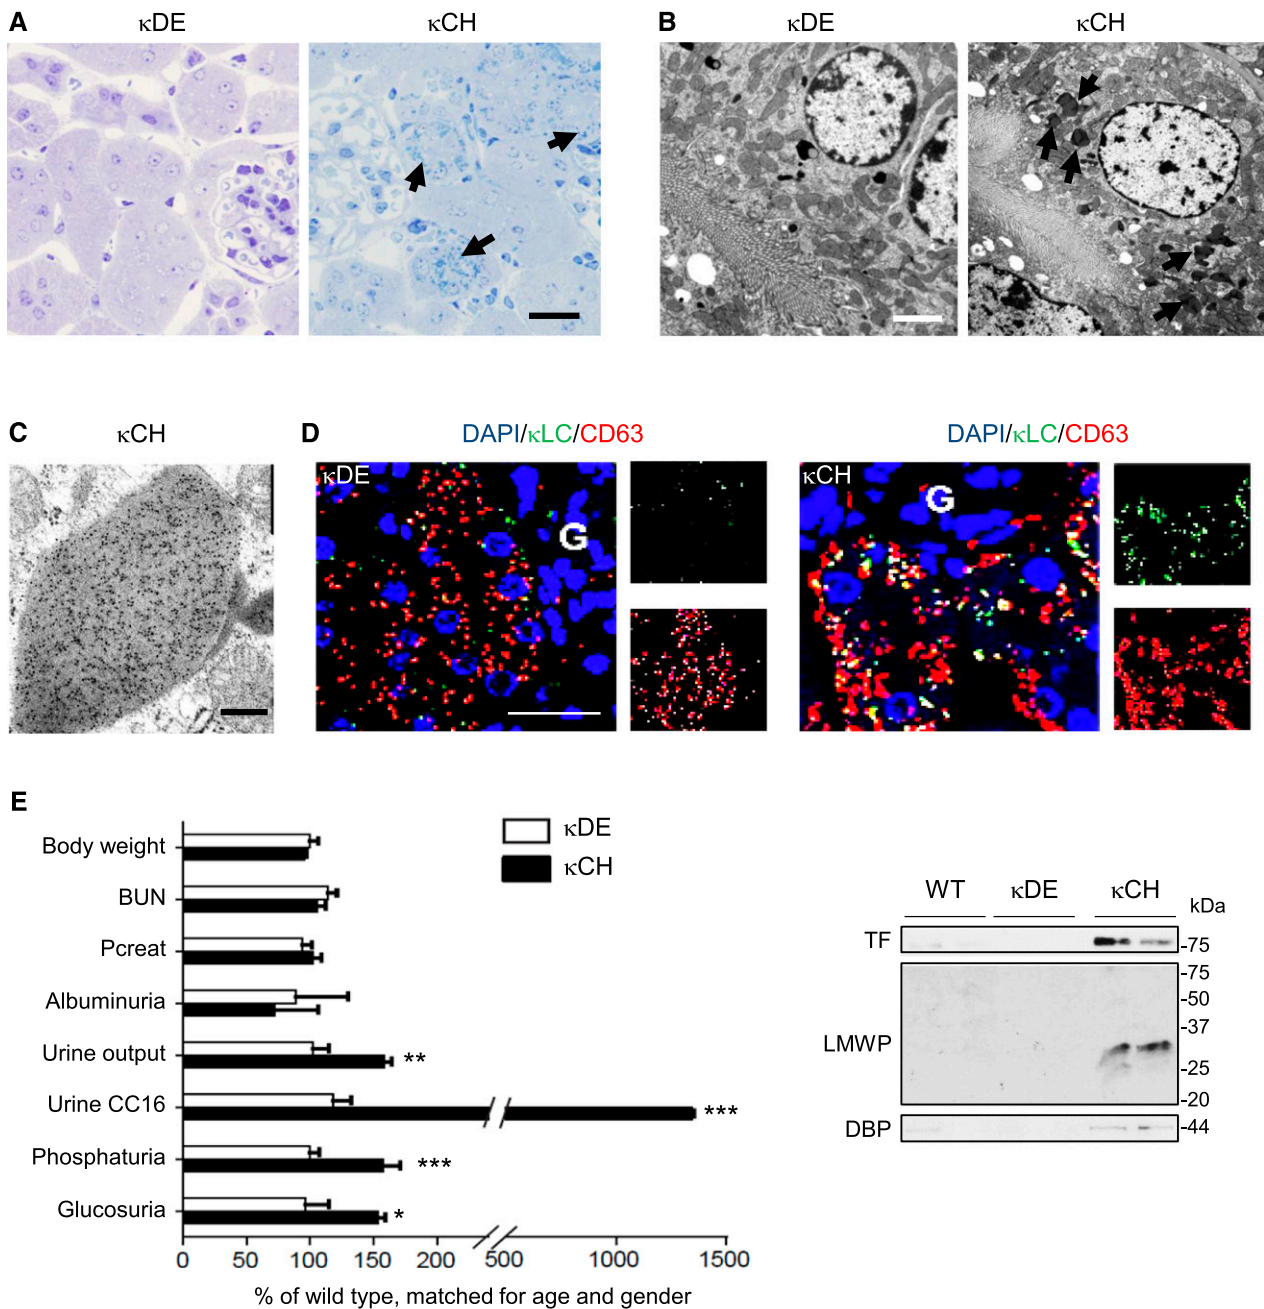 A
κDE
κCH
B
κDE
κCH
C
κCH
D
DAPI/κLC/CD63
DAPI/κLC/CD63
κDE
G
κCH
G
E
κDE
κCH
Body weight
BUN
Pcreat
Albuminuria
Urine output
**
Urine CC16
***
Phosphaturia
***
Glucosuria
*
0 50 100 150 200 500 1000 1500
% of wild type, matched for age and gender
WT κDE κCH kDa
TF -75
-75
-50
-37
LMWP
-25
-20
DBP -44